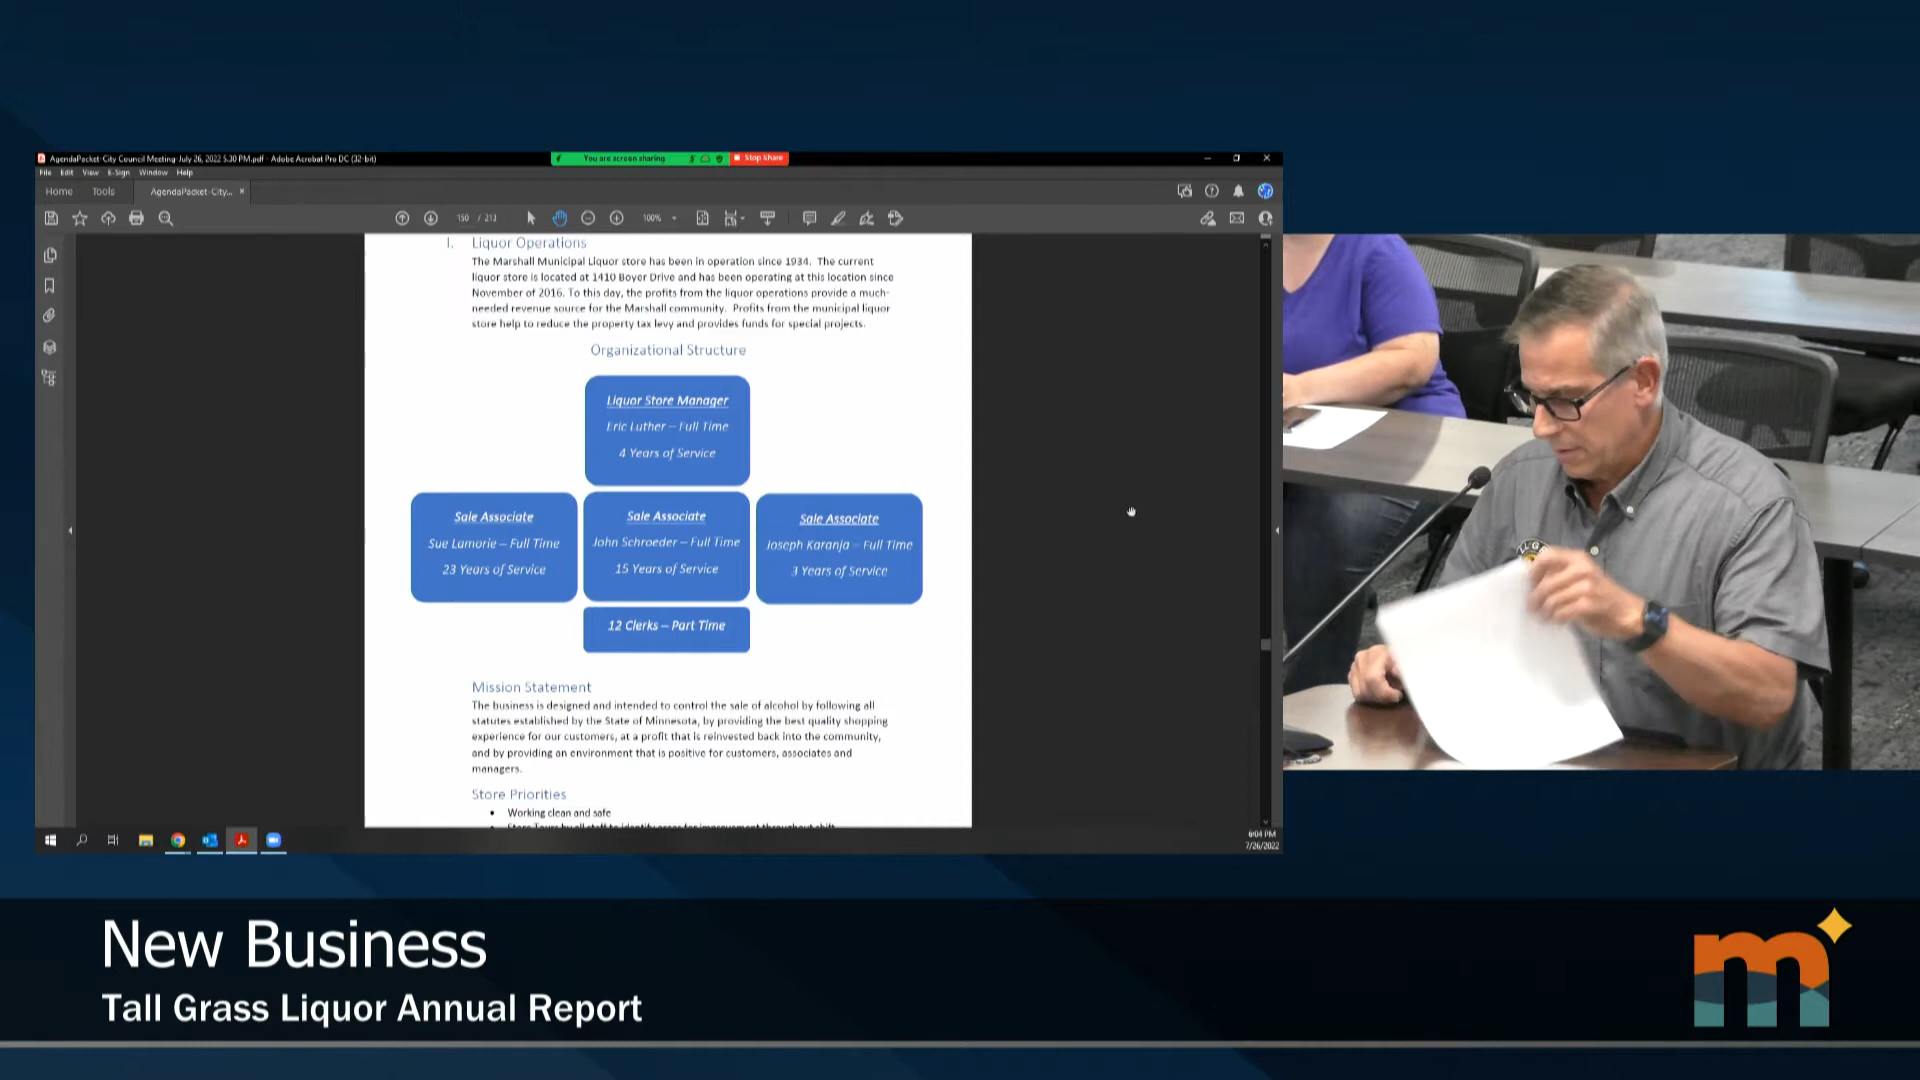 AgendaPacket-City Council Meeting-July 26, 2022 5.30 PM.pdf - Adobe Acrobat Pro DC (32-bit)
You are screen sharing
Stop Share
File Edit View E-Sign Window Help
Home Tools AgendaPacket-City... ×
150 / 213
100%
I. Liquor Operations
The Marshall Municipal Liquor store has been in operation since 1934. The current
liquor store is located at 1410 Boyer Drive and has been operating at this location since
November of 2016. To this day, the profits from the liquor operations provide a much-
needed revenue source for the Marshall community. Profits from the municipal liquor
store help to reduce the property tax levy and provides funds for special projects.
Organizational Structure
Liquor Store Manager
Eric Luther – Full Time
4 Years of Service
Sale Associate
Sue Lamorie – Full Time
23 Years of Service
Sale Associate
John Schroeder – Full Time
15 Years of Service
Sale Associate
Joseph Karanja – Full Time
3 Years of Service
12 Clerks – Part Time
Mission Statement
The business is designed and intended to control the sale of alcohol by following all
statutes established by the State of Minnesota, by providing the best quality shopping
experience for our customers, at a profit that is reinvested back into the community,
and by providing an environment that is positive for customers, associates and
managers.
Store Priorities
• Working clean and safe
• Store Tours by all staff to identify areas for improvement throughout shift
6:04 PM
7/26/2022
New Business
Tall Grass Liquor Annual Report
m